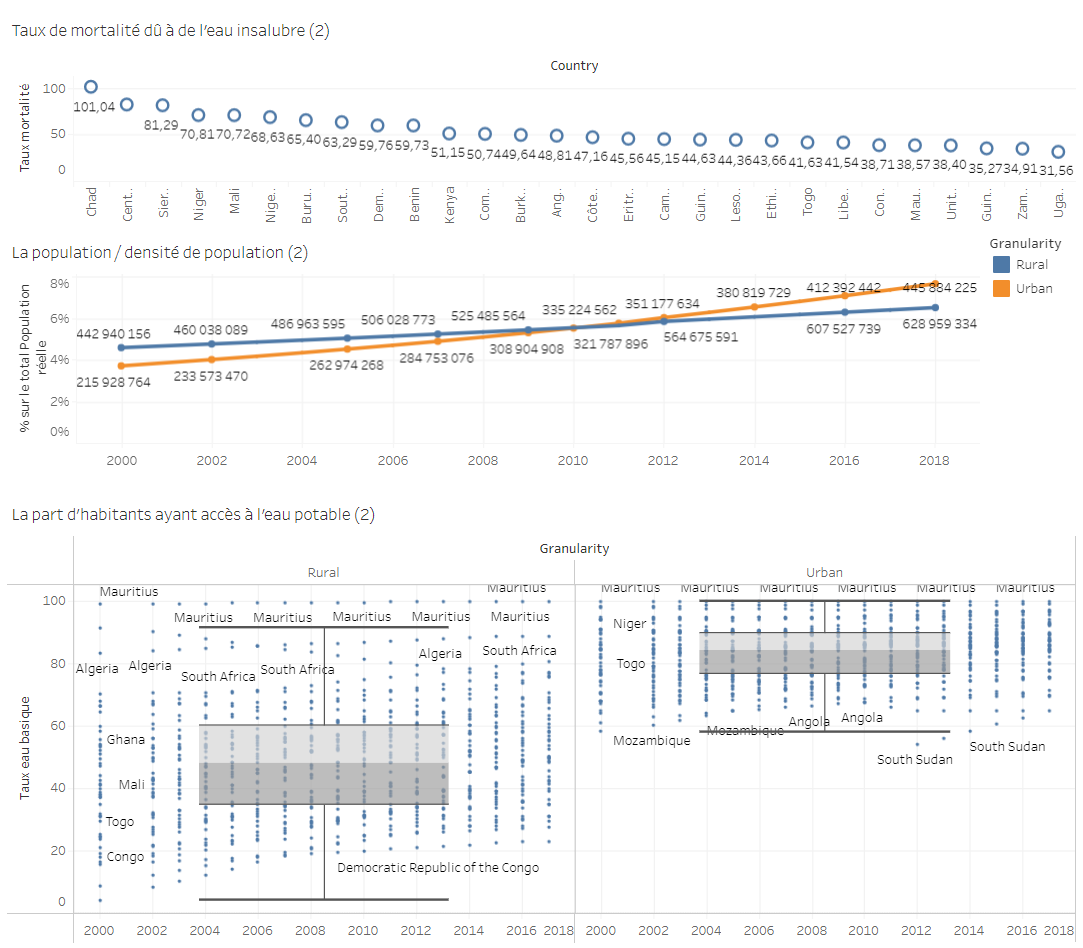 Taux de mortalité dû à de l'eau insalubre (2)
Country
Taux mortalité
100
50
0
101,04
81,29
70,81
70,72
68,63
65,40
63,29
59,76
59,73
51,15
50,74
49,64
48,81
47,16
45,56
45,15
44,63
44,36
43,66
41,63
41,54
38,71
38,57
38,40
35,27
34,91
31,56
Chad
Cent..
Sier..
Niger
Mali
Nige..
Buru..
Sout..
Dem..
Benin
Kenya
Com..
Burk..
Ang..
Côte..
Eritr..
Cam..
Guin..
Leso..
Ethi..
Togo
Libe..
Con..
Mau..
Unit..
Guin..
Zam..
Uga..
La population / densité de population (2)
Granularity
Rural
Urban
% sur le total Population
réelle
8%
6%
4%
2%
0%
442 940 156
460 038 089
486 963 595
506 028 773
525 485 564
335 224 562
351 177 634
380 819 729
412 392 442
445 884 225
215 928 764
233 573 470
262 974 268
284 753 076
308 904 908
321 787 896
564 675 591
607 527 739
628 959 334
2000 2002 2004 2006 2008 2010 2012 2014 2016 2018
La part d'habitants ayant accès à l'eau potable (2)
Granularity
Rural
Urban
Taux eau basique
100
80
60
40
20
0
Mauritius
Mauritius
Mauritius
Mauritius
Mauritius
Mauritius
Mauritius
Algeria
Algeria
South Africa
South Africa
Algeria
South Africa
Ghana
Mali
Togo
Congo
Democratic Republic of the Congo
Mauritius
Mauritius
Mauritius
Mauritius
Mauritius
Mauritius
Niger
Togo
Mozambique
Mozambique
Angola
Angola
South Sudan
South Sudan
2000 2002 2004 2006 2008 2010 2012 2014 2016 2018
2000 2002 2004 2006 2008 2010 2012 2014 2016 2018